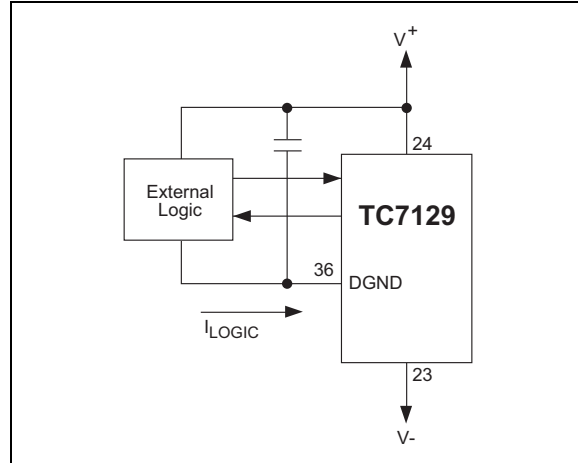 V+
24
External
Logic
TC7129
36
DGND
ILOGIC
23
V-